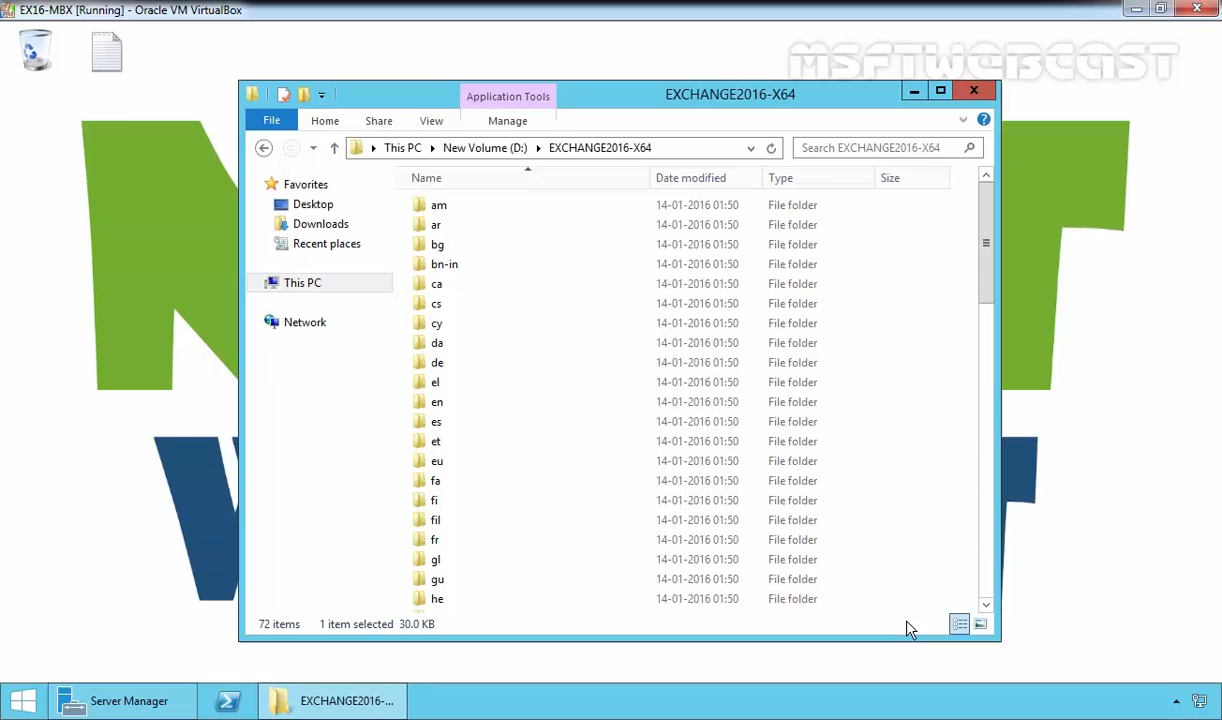 EX16-MBX [Running] - Oracle VM VirtualBox
MSFTWEBCAST
Application Tools
EXCHANGE2016-X64
File
Home
Share
View
Manage
This PC
New Volume (D:)
EXCHANGE2016-X64
Search EXCHANGE2016-X64
Favorites
Desktop
Downloads
Recent places
This PC
Network
Name Date modified Type Size
am 14-01-2016 01:50 File folder
ar 14-01-2016 01:50 File folder
bg 14-01-2016 01:50 File folder
bn-in 14-01-2016 01:50 File folder
ca 14-01-2016 01:50 File folder
cs 14-01-2016 01:50 File folder
cy 14-01-2016 01:50 File folder
da 14-01-2016 01:50 File folder
de 14-01-2016 01:50 File folder
el 14-01-2016 01:50 File folder
en 14-01-2016 01:50 File folder
es 14-01-2016 01:50 File folder
et 14-01-2016 01:50 File folder
eu 14-01-2016 01:50 File folder
fa 14-01-2016 01:50 File folder
fi 14-01-2016 01:50 File folder
fil 14-01-2016 01:50 File folder
fr 14-01-2016 01:50 File folder
gl 14-01-2016 01:50 File folder
gu 14-01-2016 01:50 File folder
he 14-01-2016 01:50 File folder
72 items 1 item selected 30.0 KB
Server Manager
EXCHANGE2016-...